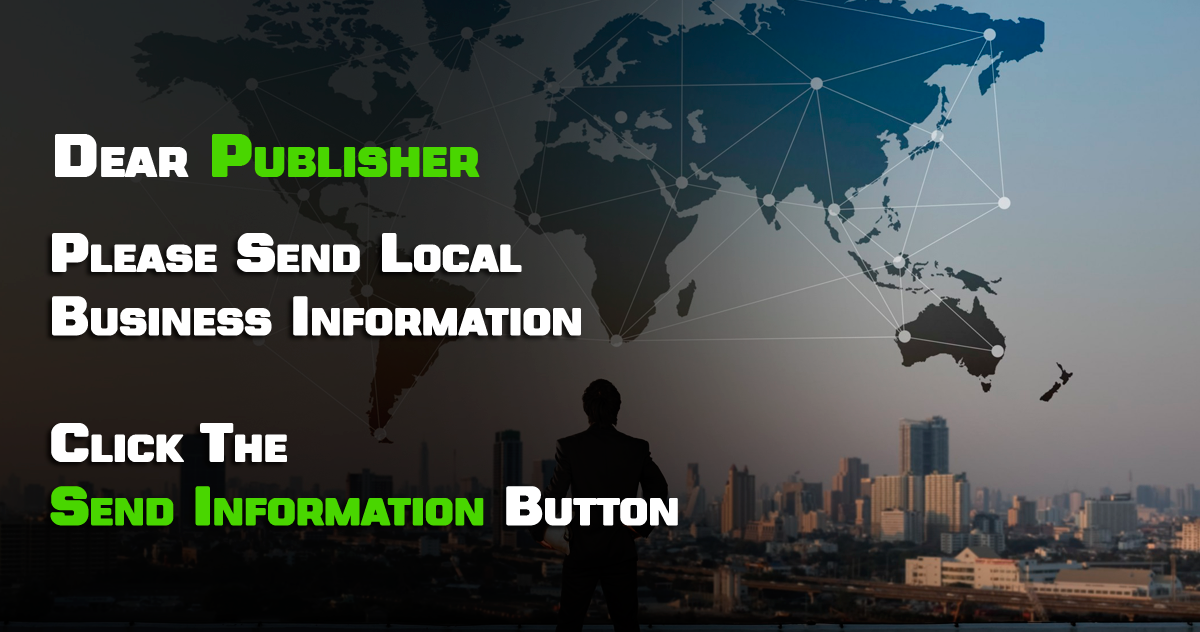 Dear Publisher
Please Send Local
Business Information
Click The
Send Information Button